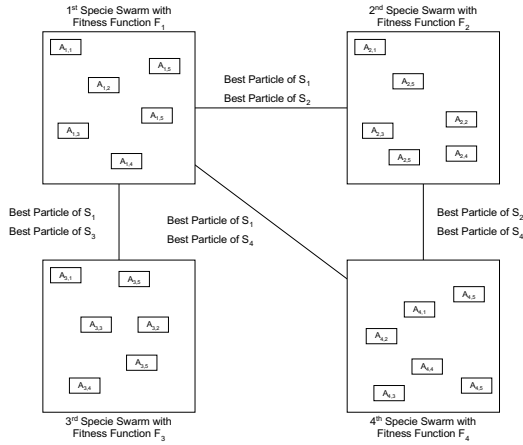 1st Specie Swarm with
Fitness Function F1
2nd Specie Swarm with
Fitness Function F2
A1,1
A1,5
A1,2
A1,5
A1,3
A1,4
Best Particle of S1
Best Particle of S2
A2,1
A2,5
A2,2
A2,3
A2,4
A2,5
Best Particle of S1
Best Particle of S3
Best Particle of S1
Best Particle of S4
Best Particle of S2
Best Particle of S4
A3,1
A3,5
A3,3
A3,2
A3,5
A3,4
A4,5
A4,1
A4,2
A4,4
A4,5
A4,3
3rd Specie Swarm with
Fitness Function F3
4th Specie Swarm with
Fitness Function F4